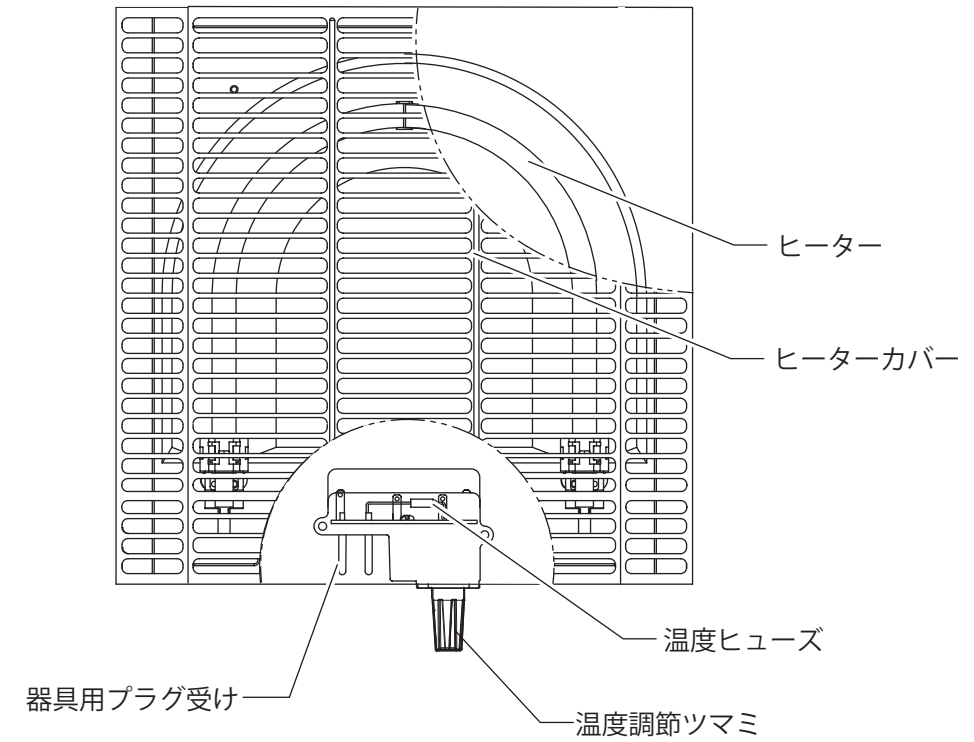 ヒーター
ヒーターカバー
温度ヒューズ
器具用プラグ受け
温度調節ツマミ